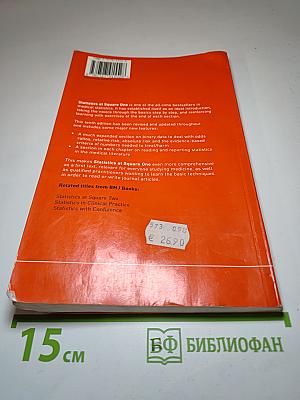 Statistics at Square One is one of the all-time bestsellers in
medical statistics. It has established itself as an ideal introduction,
taking the novice through the basics step by step, and reinforcing
learning with exercises at the end of each section.
This tenth edition has been revised and updated throughout
and includes some major new features:
• A much expanded section on binary data to deal with odds
ratios, relative risk, absolute risk and the evidence-based
criteria of numbers needed to treat/harm
• A section in each chapter on reading and reporting statistics
in the medical literature
This makes Statistics at Square One even more comprehensive
as a first text, relevant for everyone studying medicine, as well
as qualified practitioners wanting to learn the basic techniques
in order to read or write journal articles.
Related titles from BMJ Books:
Statistics at Square Two
Statistics in Clinical Practice
Statistics with Confidence
€ 26.90
15 см
БФ БИБЛИОФАН